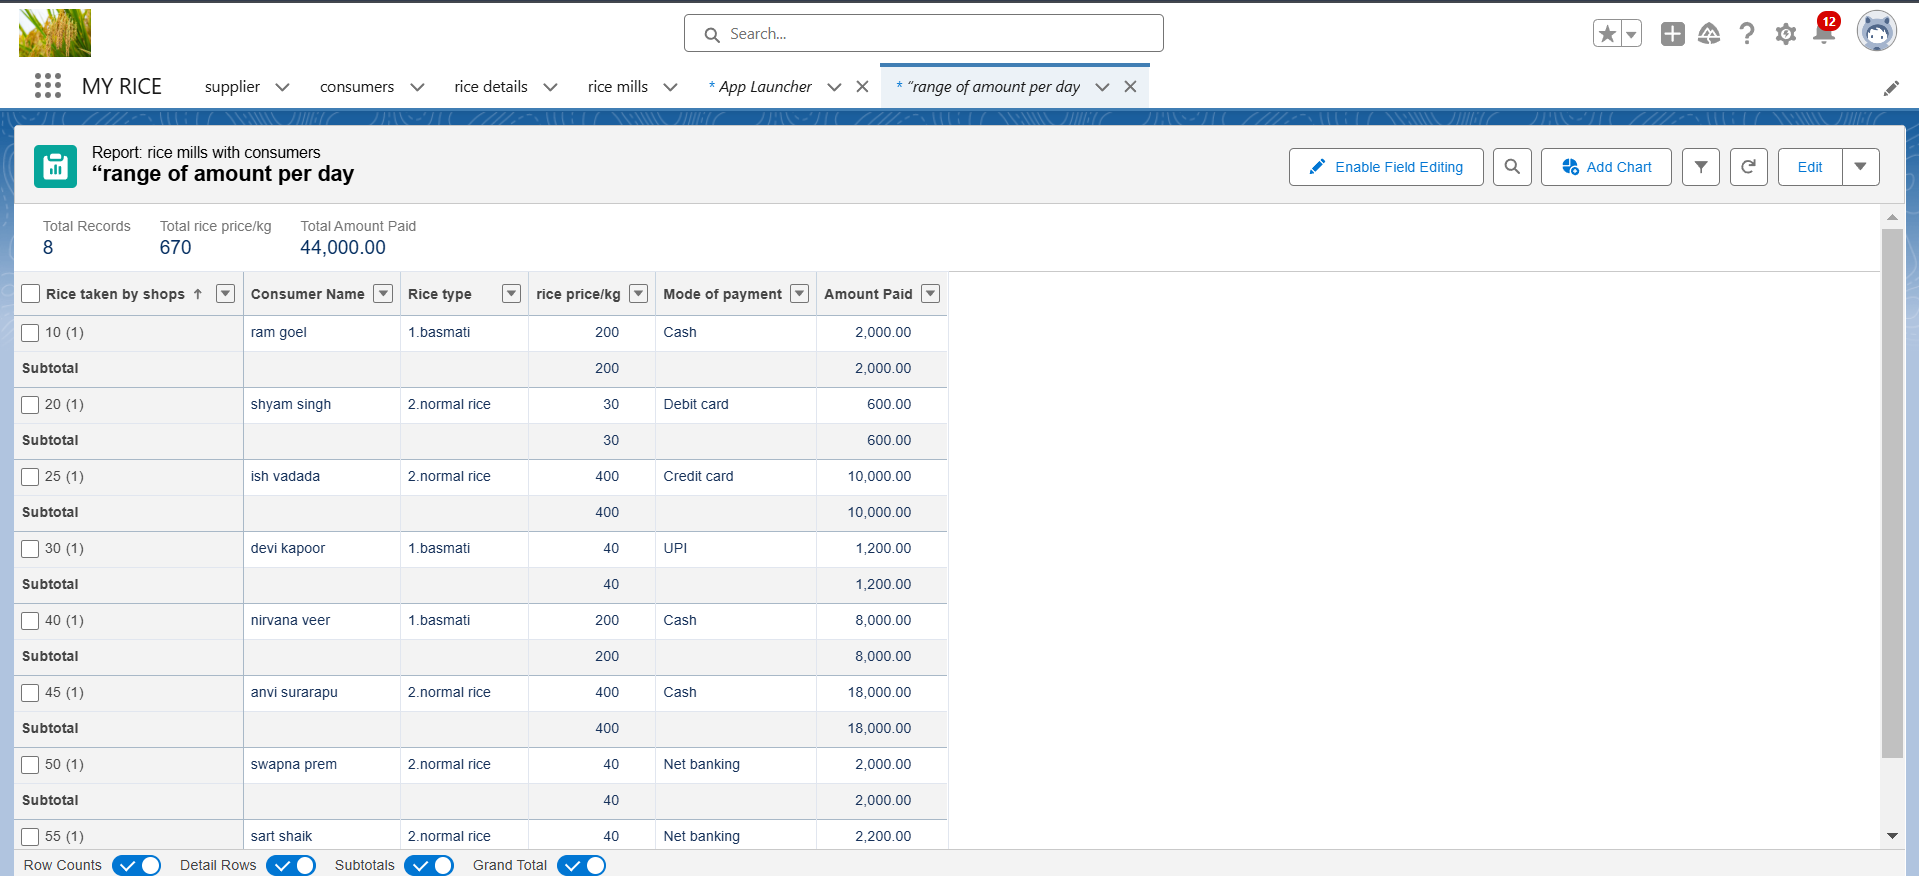 Search...
12
MY RICE supplier consumers rice details rice mills * App Launcher * “range of amount per day
Report: rice mills with consumers
“range of amount per day
Enable Field Editing Add Chart Edit
Total Records Total rice price/kg Total Amount Paid
8 670 44,000.00
Rice taken by shops ↑ Consumer Name Rice type rice price/kg Mode of payment Amount Paid
10 (1) ram goel 1.basmati 200 Cash 2,000.00
Subtotal 200 2,000.00
20 (1) shyam singh 2.normal rice 30 Debit card 600.00
Subtotal 30 600.00
25 (1) ish vadada 2.normal rice 400 Credit card 10,000.00
Subtotal 400 10,000.00
30 (1) devi kapoor 1.basmati 40 UPI 1,200.00
Subtotal 40 1,200.00
40 (1) nirvana veer 1.basmati 200 Cash 8,000.00
Subtotal 200 8,000.00
45 (1) anvi surarapu 2.normal rice 400 Cash 18,000.00
Subtotal 400 18,000.00
50 (1) swapna prem 2.normal rice 40 Net banking 2,000.00
Subtotal 40 2,000.00
55 (1) sart shaik 2.normal rice 40 Net banking 2,200.00
Row Counts Detail Rows Subtotals Grand Total